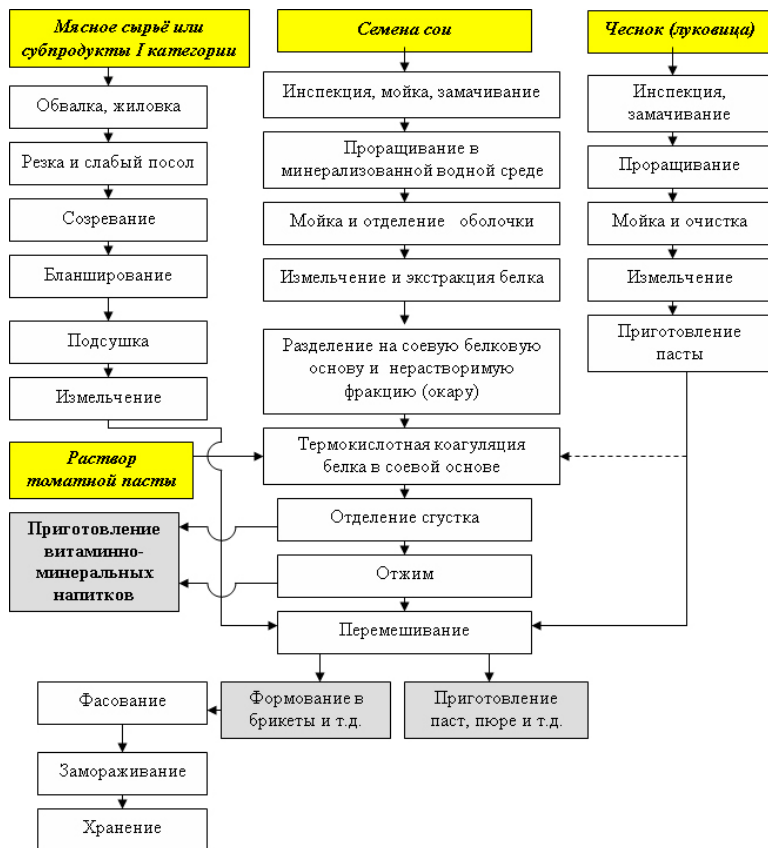 Мясное сырьё или
субпродукты I категории
Семена сои
Чеснок (луковица)
Обвалка, жиловка
Резка и слабый посол
Созревание
Бланширование
Подсушка
Измельчение
Инспекция, мойка, замачивание
Проращивание в
минерализованной водной среде
Мойка и отделение оболочки
Измельчение и экстракция белка
Разделение на соевую белковую
основу и нерастворимую
фракцию (окару)
Инспекция,
замачивание
Проращивание
Мойка и очистка
Измельчение
Приготовление
пасты
Раствор
томатной пасты
Термокислотная коагуляция
белка в соевой основе
Приготовление
витаминно-
минеральных
напитков
Отделение сгустка
Отжим
Перемешивание
Фасование
Формование в
брикеты и т.д.
Приготовление
паст, пюре и т.д.
Замораживание
Хранение